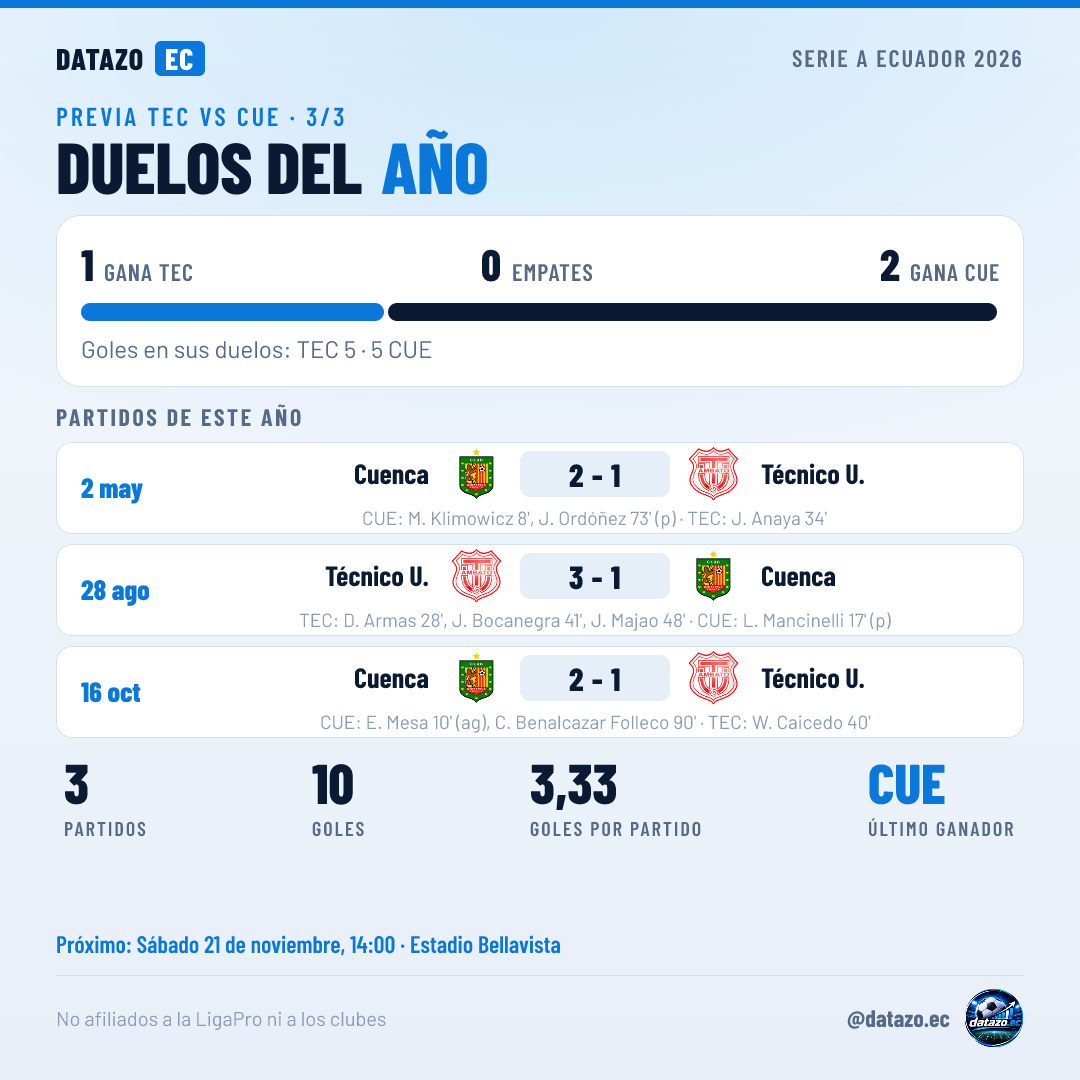 DATAZO EC
SERIE A ECUADOR 2026
PREVIA TEC VS CUE · 3/3
DUELOS DEL AÑO
1 GANA TEC
0 EMPATES
2 GANA CUE
Goles en sus duelos: TEC 5 · 5 CUE
PARTIDOS DE ESTE AÑO
2 may
Cuenca 2 - 1 AMBATO Técnico U.
CUE: M. Klimowicz 8', J. Ordóñez 73' (p) · TEC: J. Anaya 34'
28 ago
Técnico U. AMBATO 3 - 1 Cuenca
TEC: D. Armas 28', J. Bocanegra 41', J. Majao 48' · CUE: L. Mancinelli 17' (p)
16 oct
Cuenca 2 - 1 AMBATO Técnico U.
CUE: E. Mesa 10' (ag), C. Benalcazar Folleco 90' · TEC: W. Caicedo 40'
3
PARTIDOS
10
GOLES
3,33
GOLES POR PARTIDO
CUE
ÚLTIMO GANADOR
Próximo: Sábado 21 de noviembre, 14:00 · Estadio Bellavista
No afiliados a la LigaPro ni a los clubes
@datazo.ec
datazo.ec